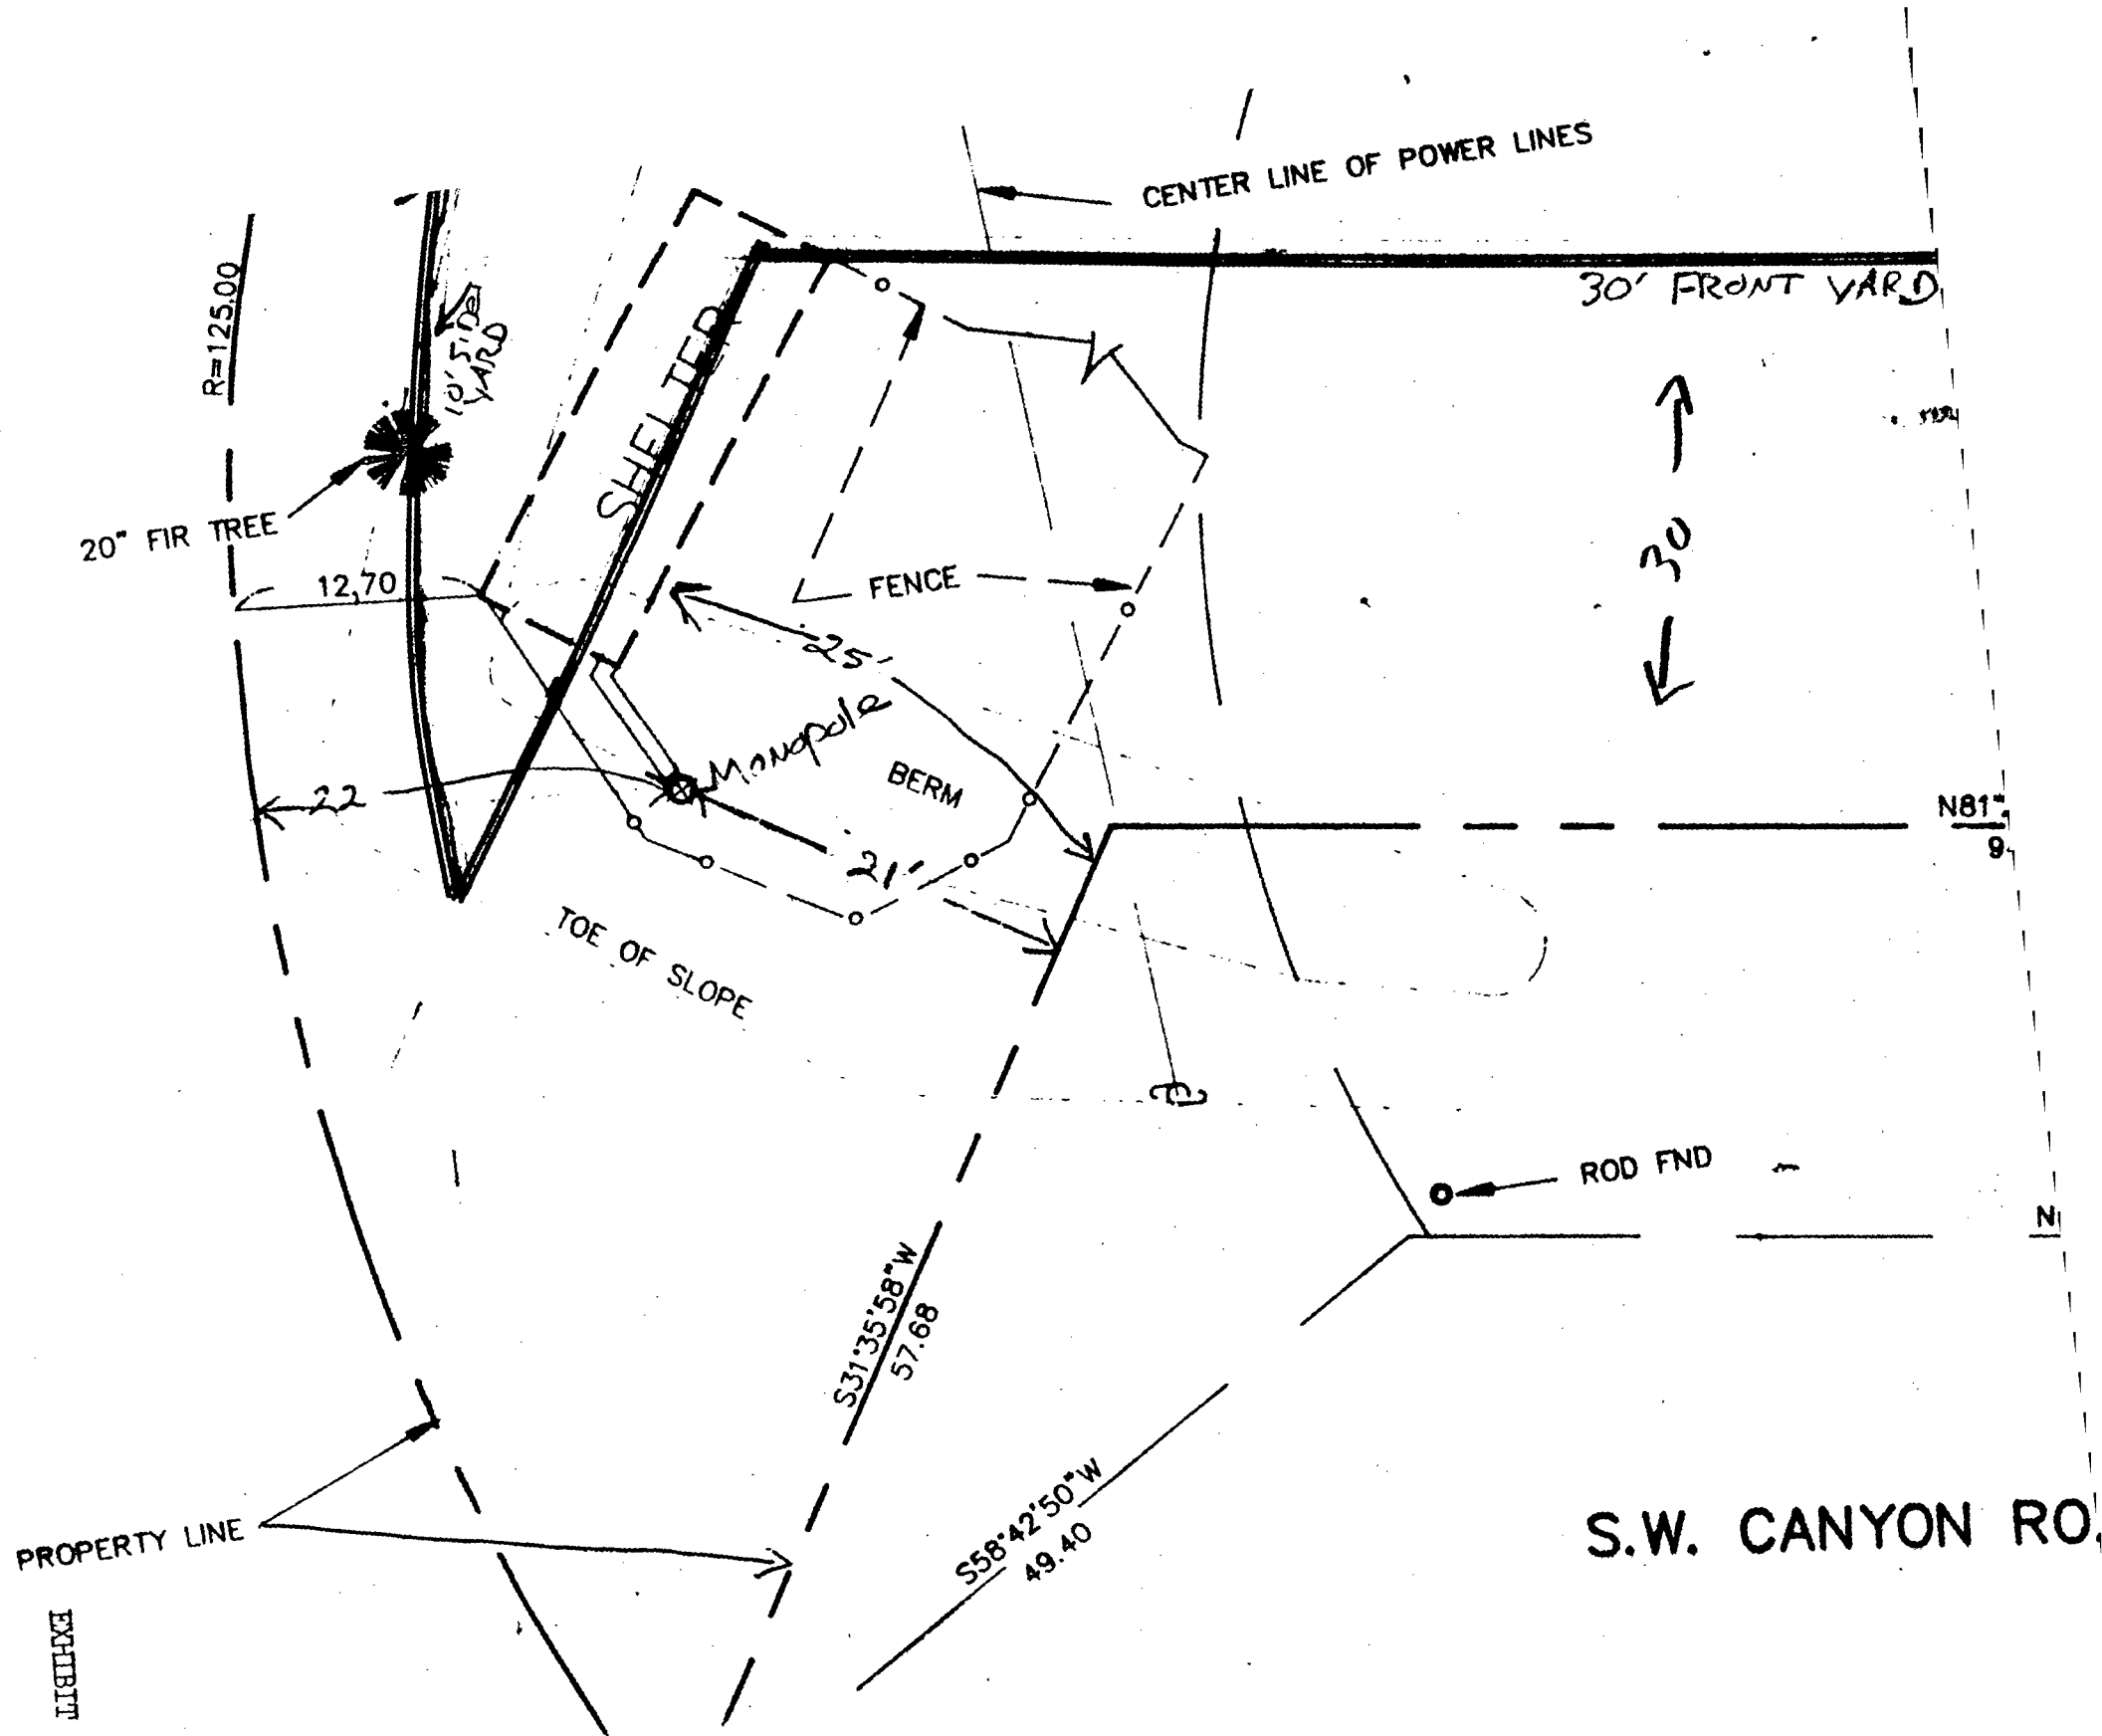 CENTER LINE OF POWER LINES
R=125.00
30' FRONT YARD
YARD
SHELTER
20" FIR TREE
12.70
FENCE
30
25'
Monopole
22
BERM
N81°
9
21'
TOE OF SLOPE
ROD FND
N
S31°35'58"W
57.68
S58°42'50"W
49.40
S.W. CANYON RO
PROPERTY LINE
EXHIBIT